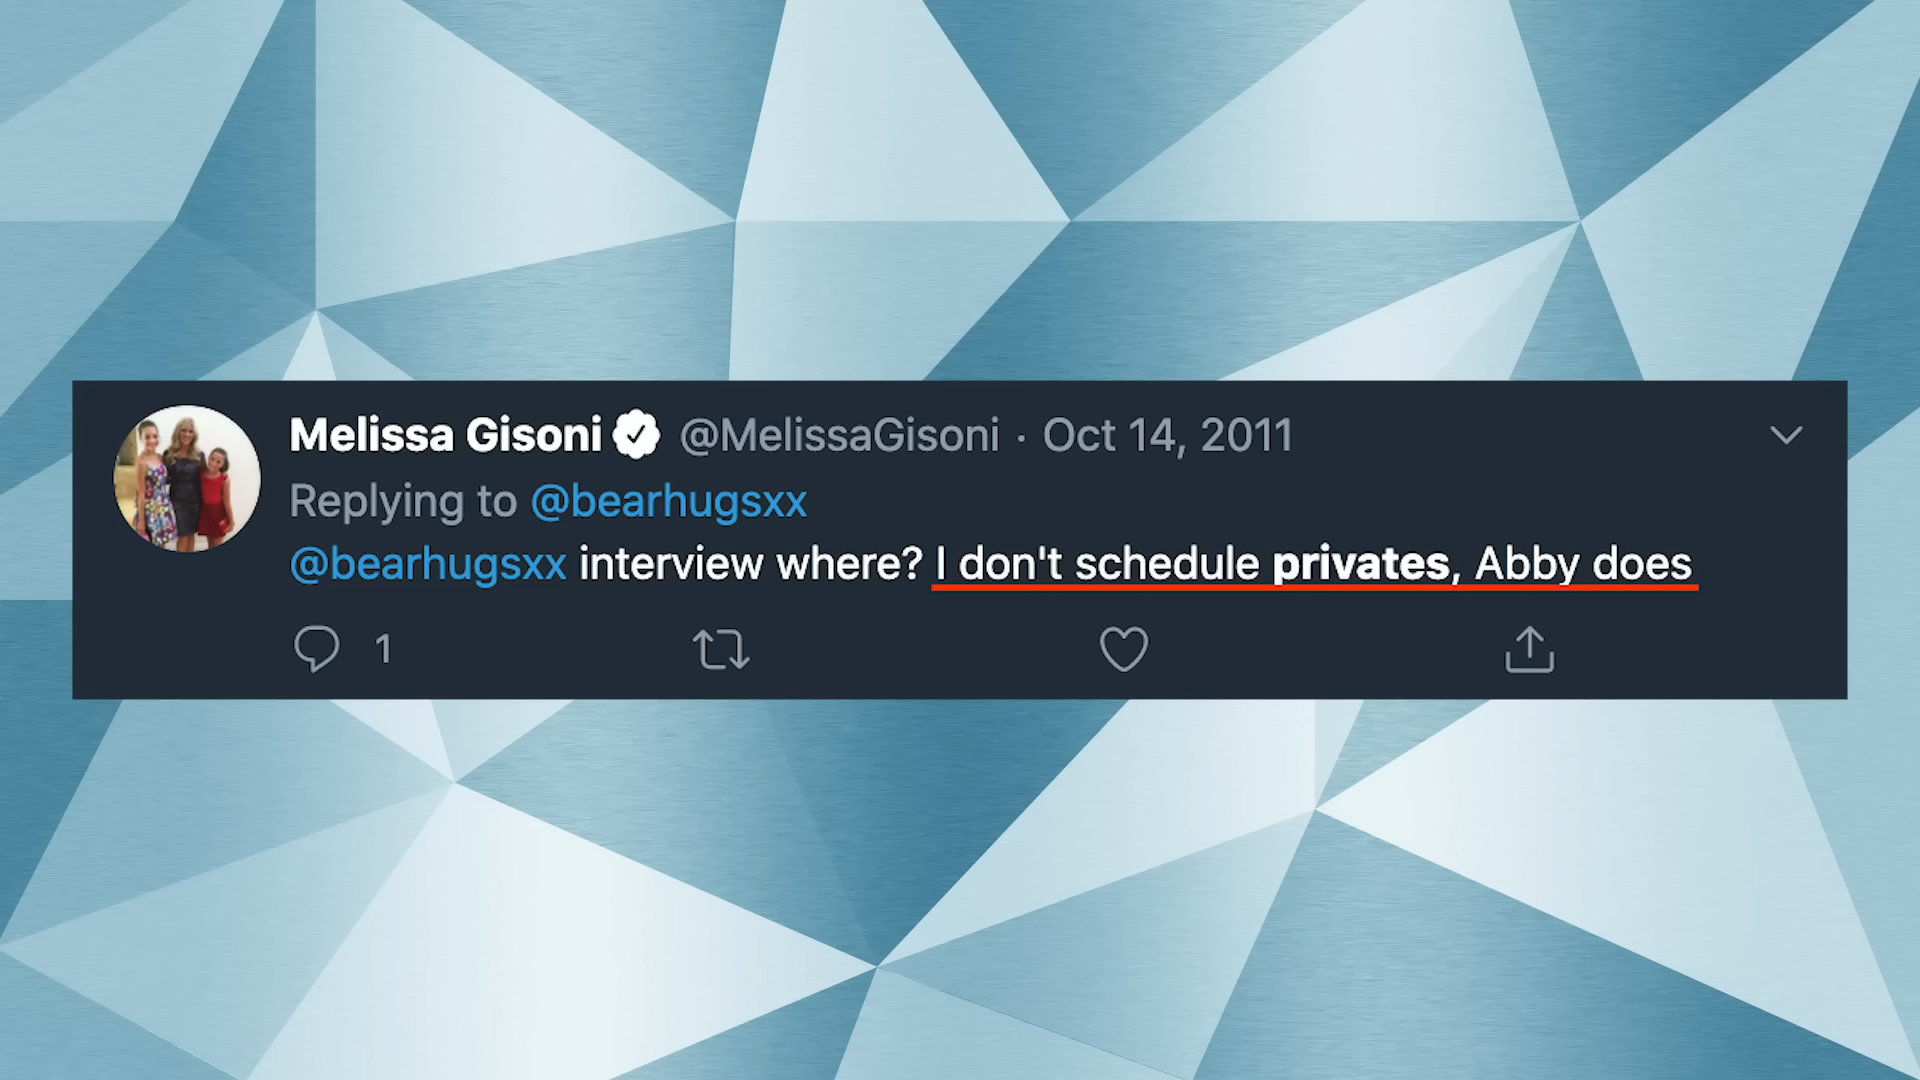 Melissa Gisoni @MelissaGisoni · Oct 14, 2011
Replying to @bearhugsxx
@bearhugsxx interview where? I don't schedule privates, Abby does
1